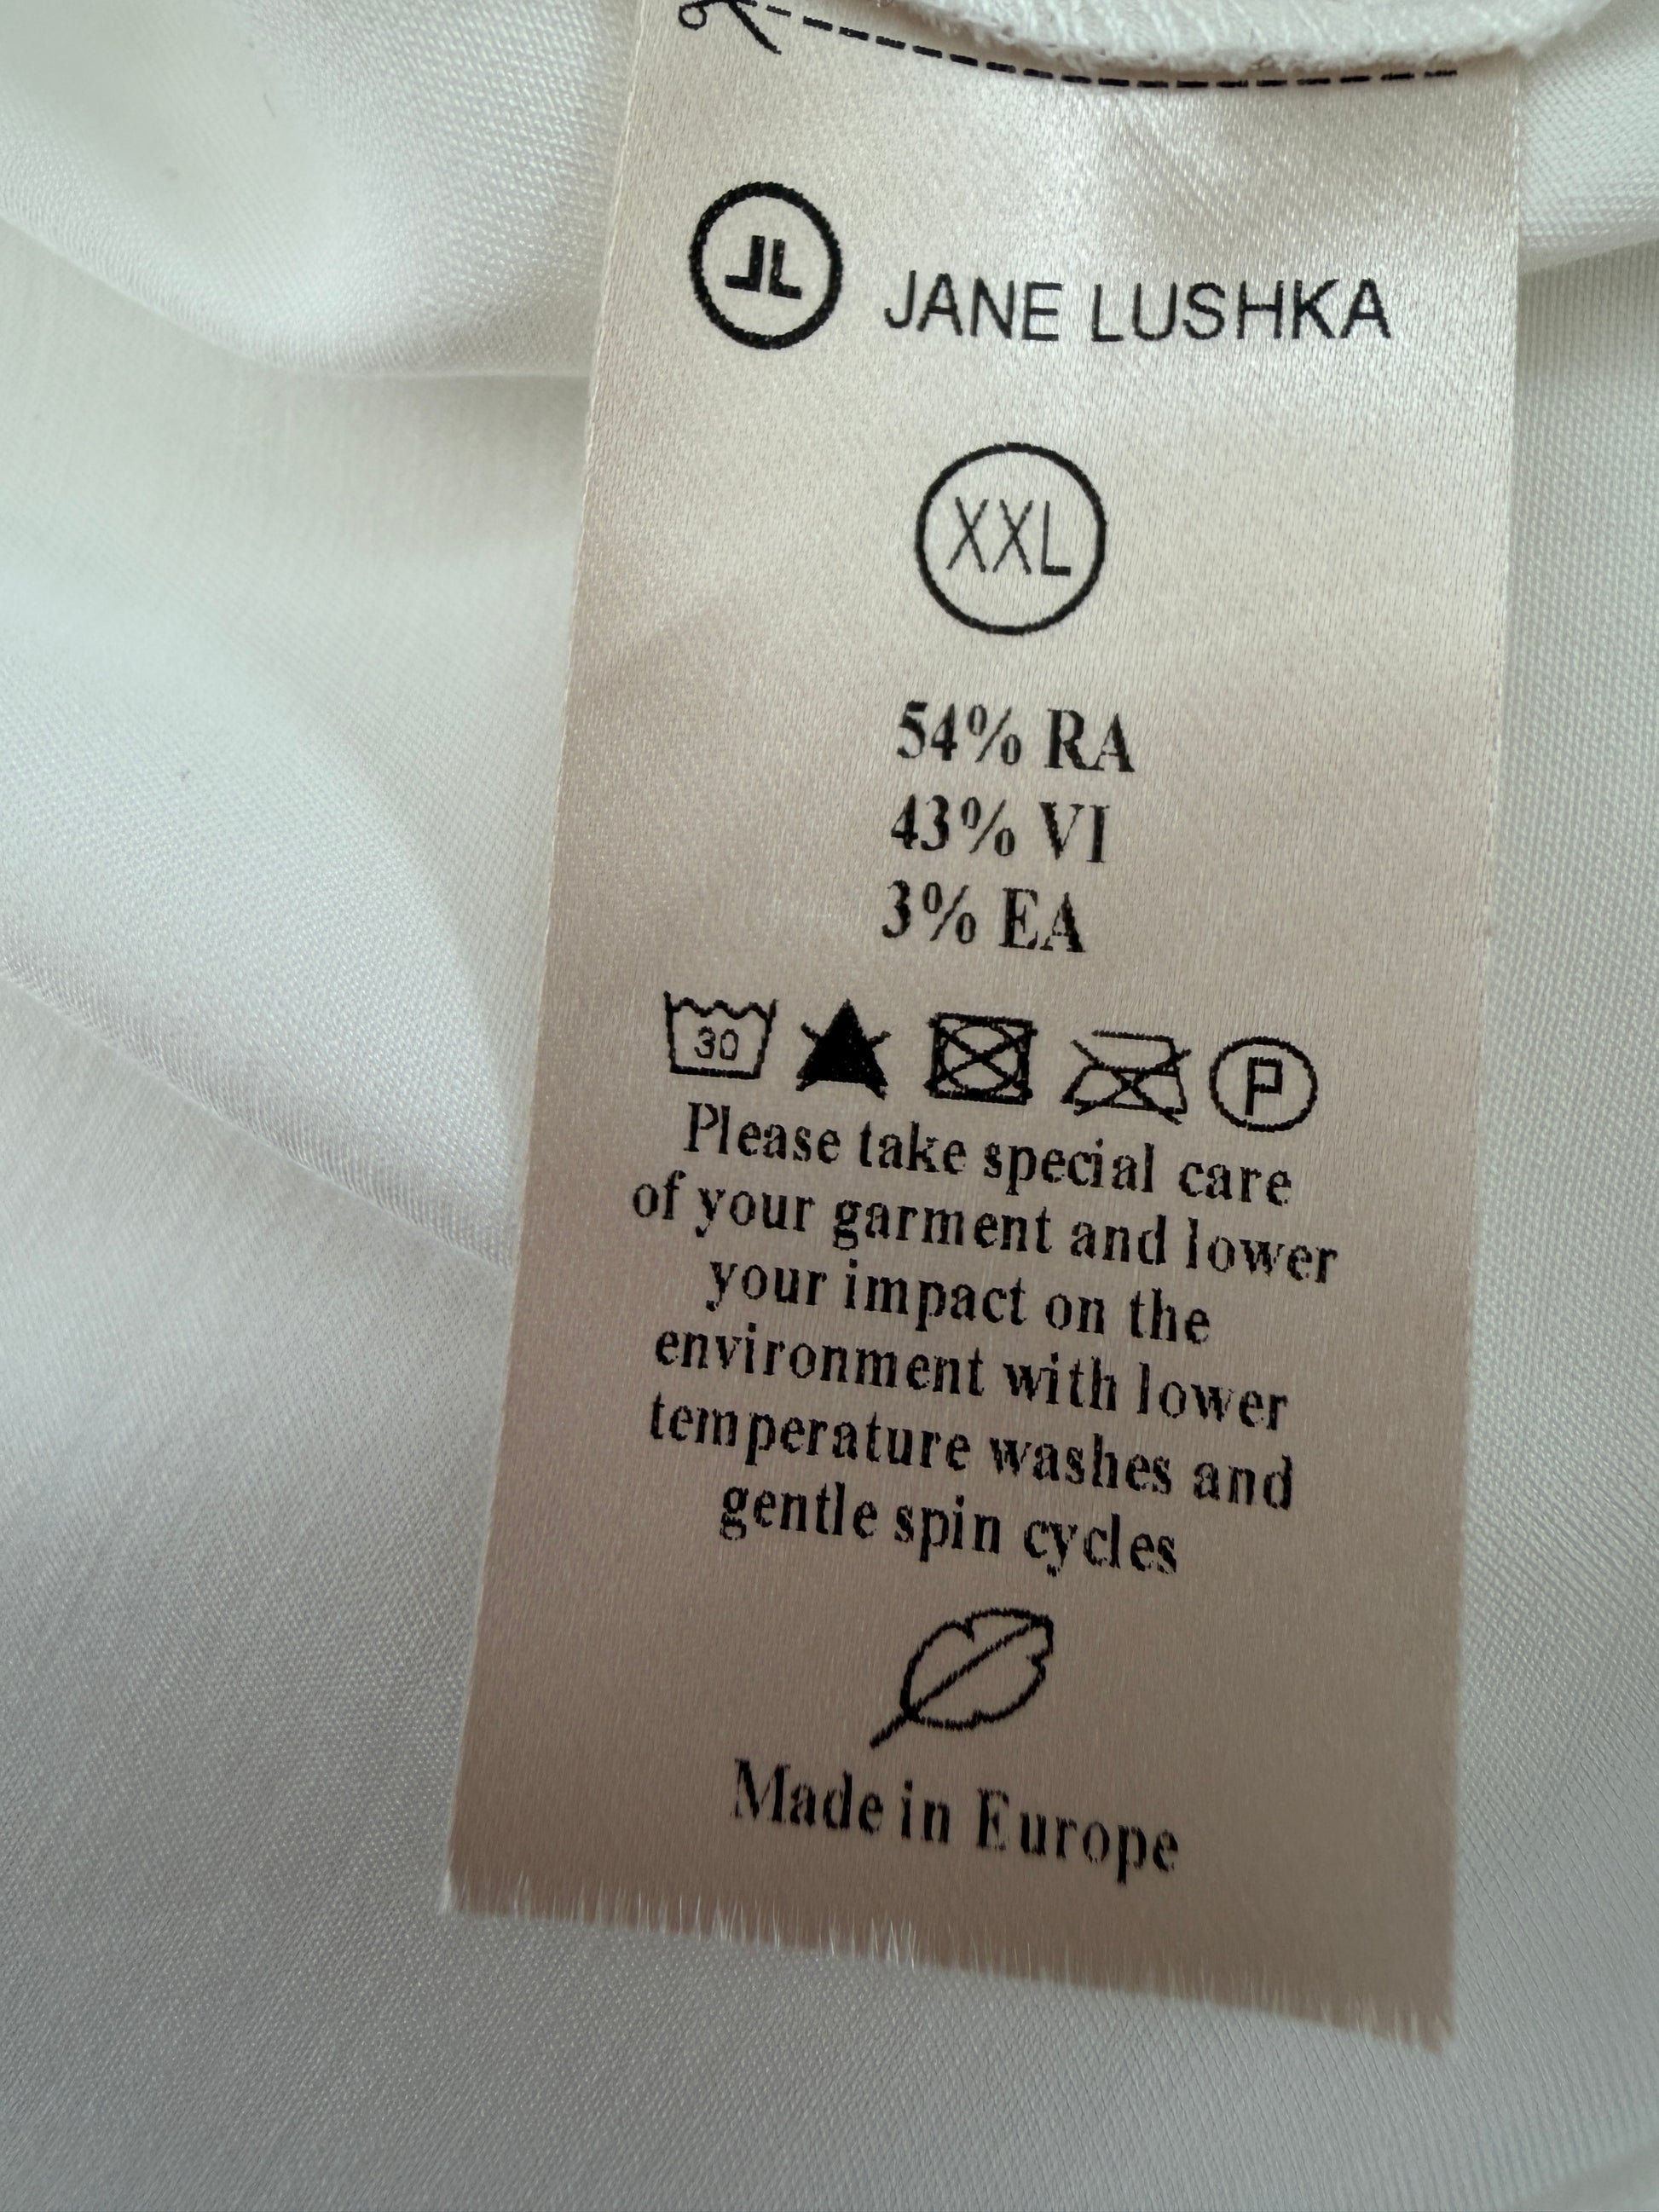 JL JANE LUSHKA
XXL
54% RA
43% VI
3% EA
30 P
Please take special care
of your garment and lower
your impact on the
environment with lower
temperature washes and
gentle spin cycles
Made in Europe